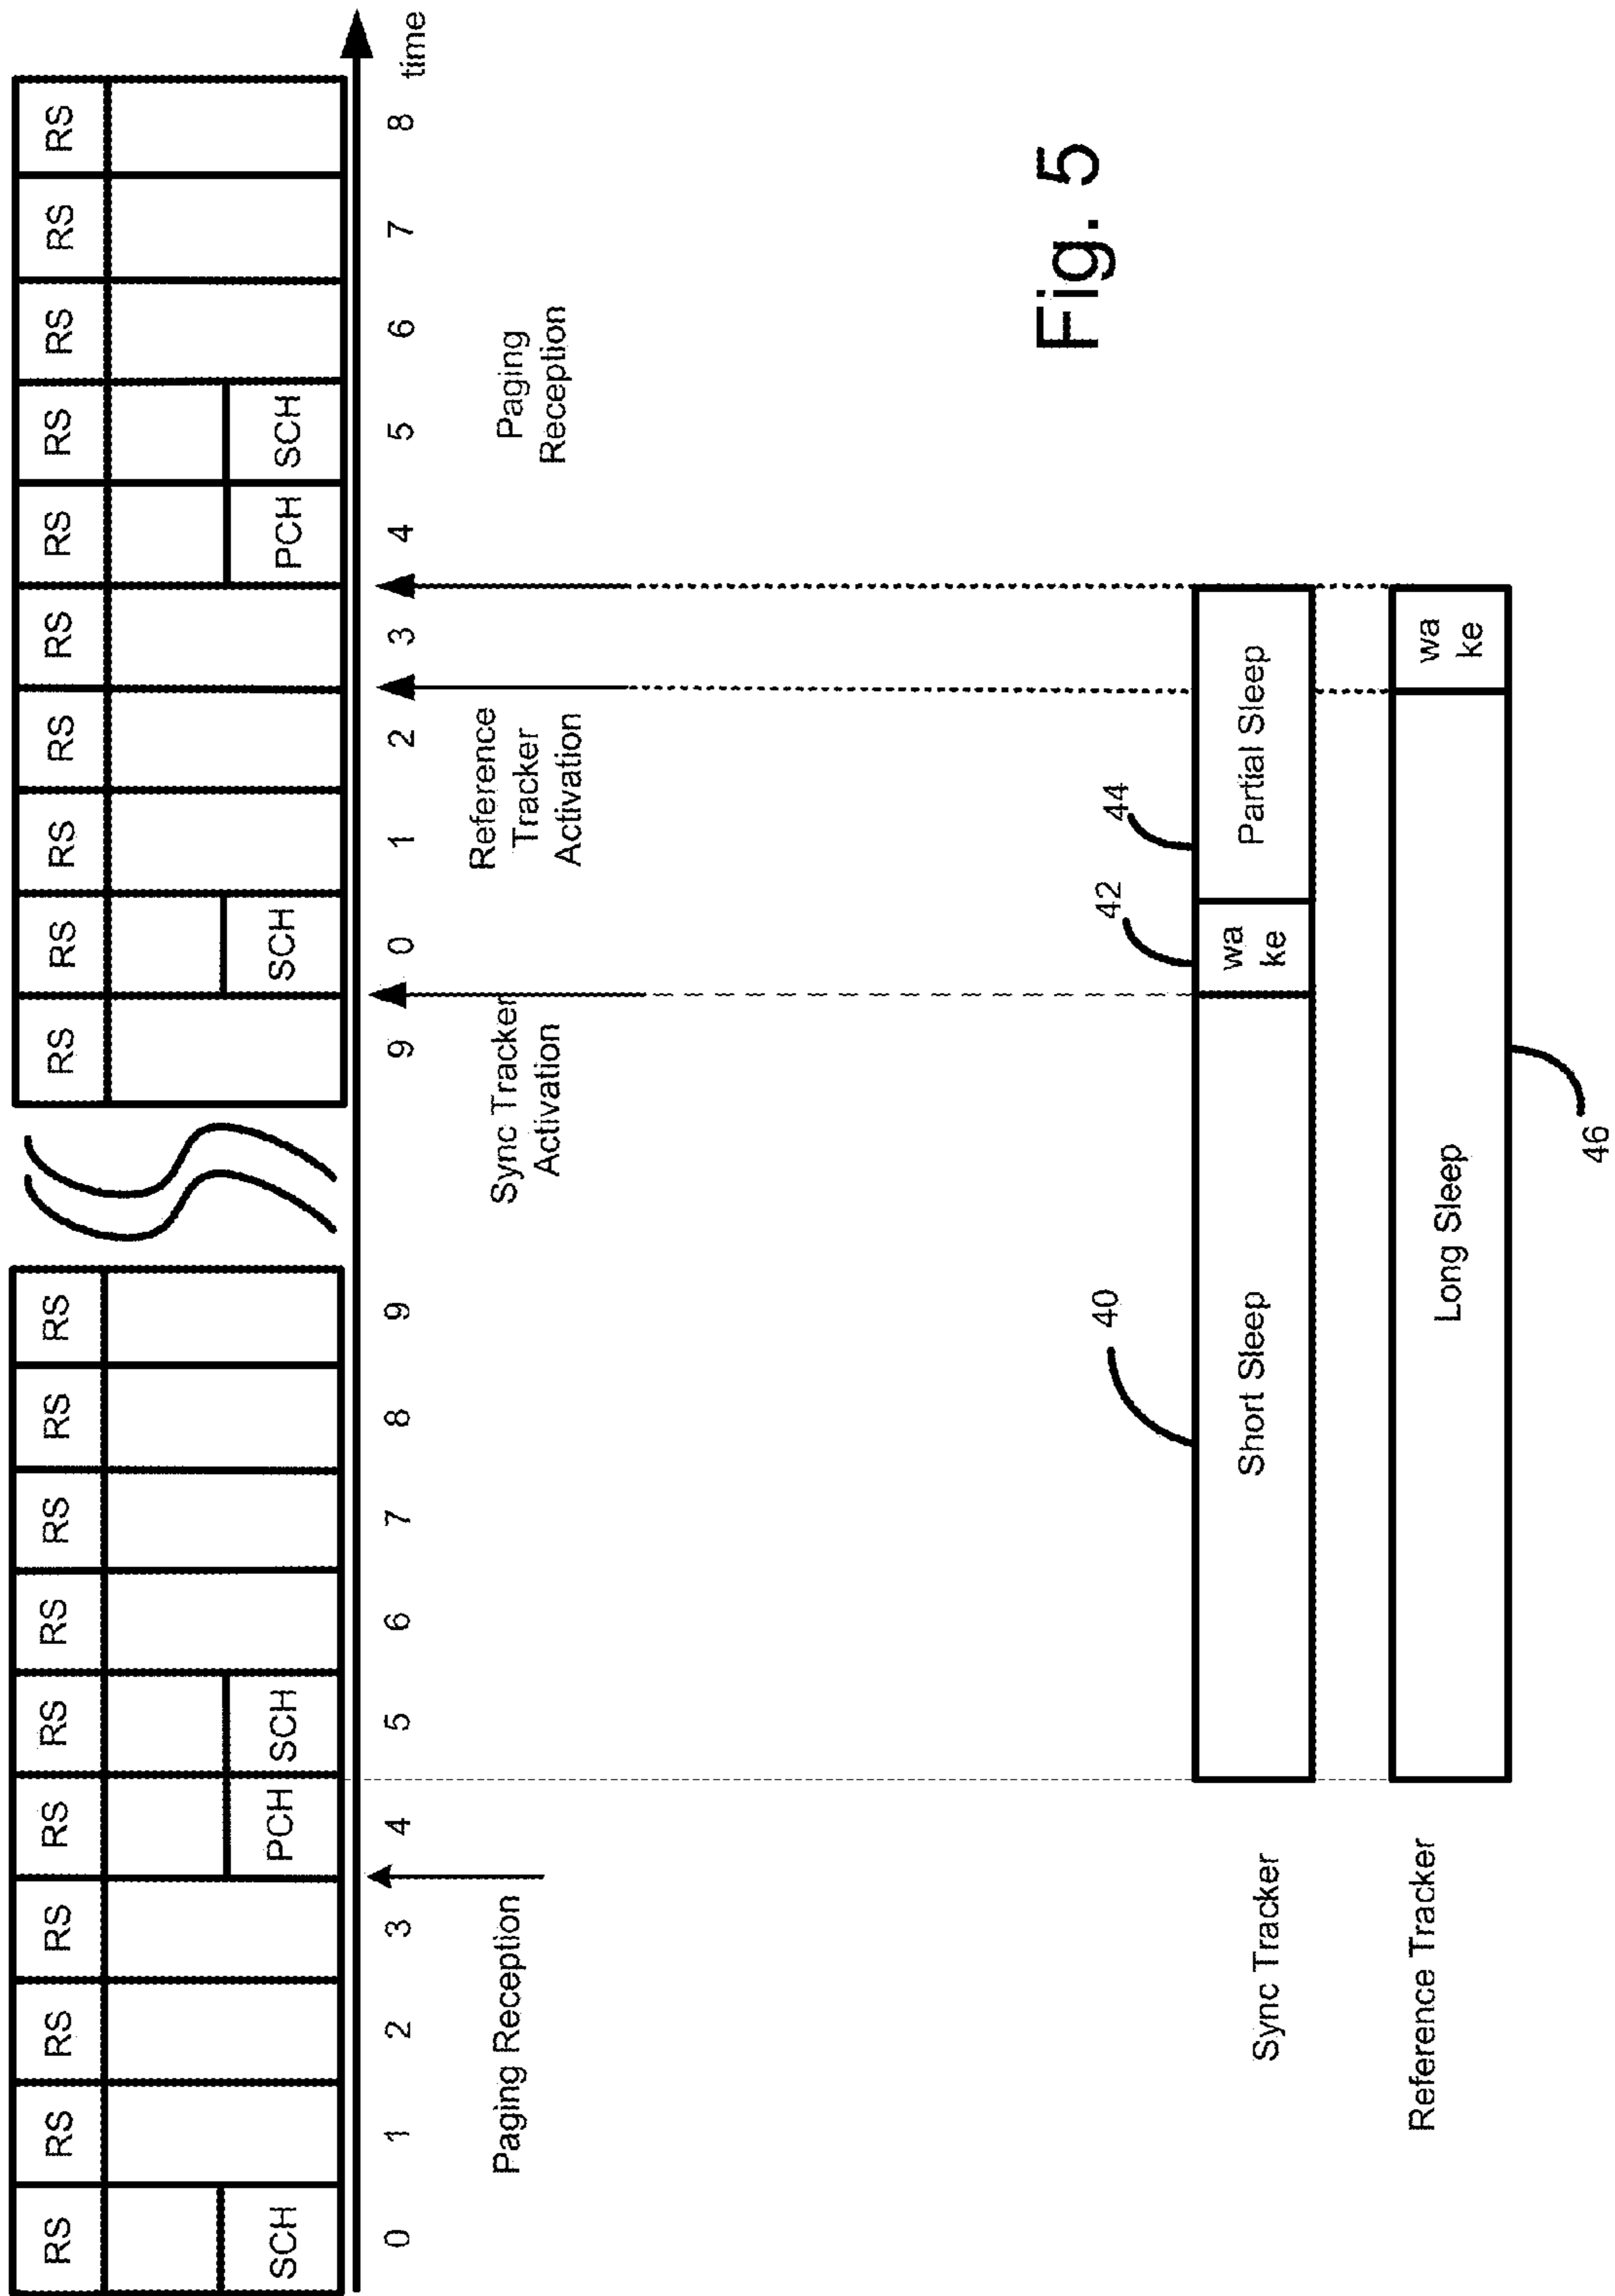 RS RS RS RS RS RS RS RS RS RS RS RS RS RS RS RS RS RS RS RS
SCH PCH SCH SCH PCH SCH
0 1 2 3 4 5 6 7 8 9 9 0 1 2 3 4 5 6 7 8 time
Paging Reception
Sync Tracker
Activation
Reference
Tracker
Activation
Paging
Reception
Fig. 5
40
42
44
Sync Tracker
Short Sleep
wa
ke
Partial Sleep
Reference Tracker
Long Sleep
wa
ke
46